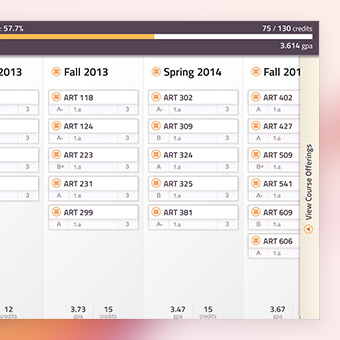 : 57.7%
75 / 130 credits
3.614 gpa
2013
3
3
3
3
12
credits
Fall 2013
ART 118
A- 1.a 3
ART 124
A- 1.a 3
ART 223
B+ 1.a 3
ART 231
A 1.a 3
ART 299
A 1.a 3
3.73 15
gpa credits
Spring 2014
ART 302
A- 1.a 3
ART 309
B 1.a 3
ART 324
A 1.a 3
ART 325
B 1.a 3
ART 381
A- 1.a 3
3.47 15
gpa credits
Fall 201
ART 402
A 1.a
ART 427
A- 1.a
ART 509
B+ 1.a
ART 541
A- 1.a
ART 609
B 1.a
ART 606
A 1.a
3.67
gpa
View Course Offerings